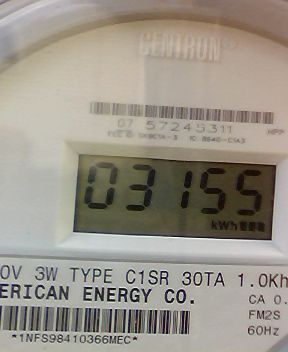 CENTRON
07 57245311
HPP
03155
kWh
0V 3W TYPE C1SR 30TA 1.0Kh
ERICAN ENERGY CO.
CA 0.
FM2S
60Hz
*1NFS98410366MEC*